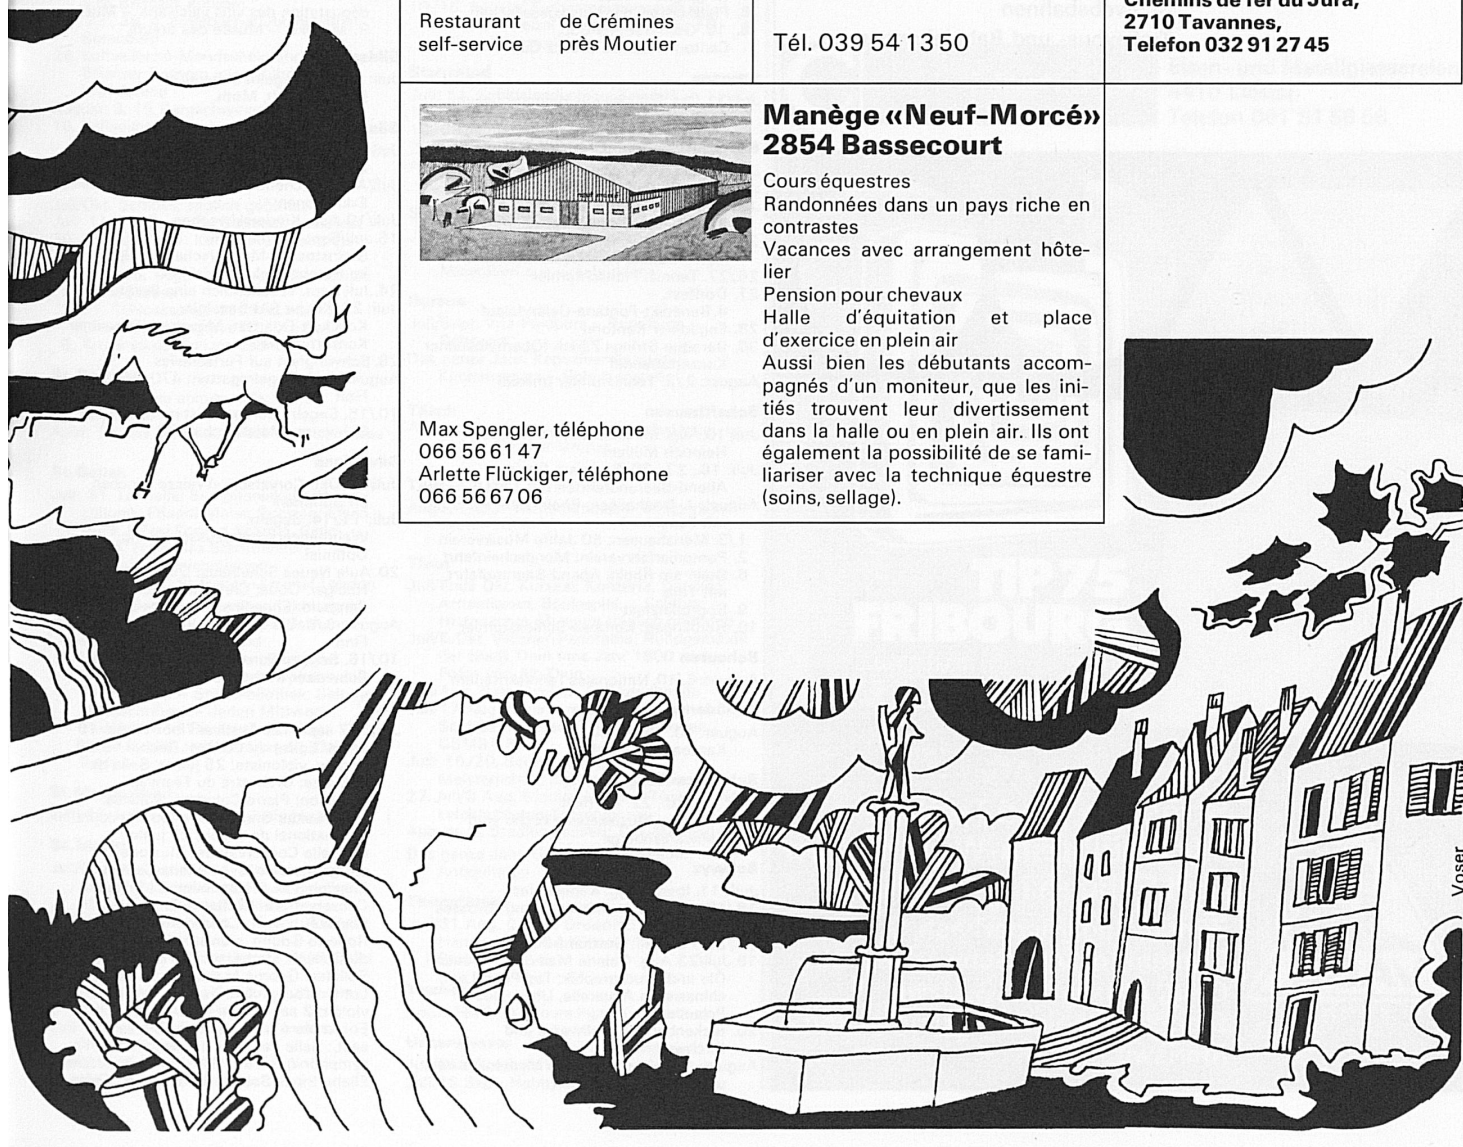 Restaurant de Crémines
self-service près Moutier
Tél. 039 54 13 50
Chemins de fer du Jura,
2710 Tavannes,
Telefon 032 91 27 45
Manège «Neuf-Morcé»
2854 Bassecourt
Cours équestres
Randonnées dans un pays riche en
contrastes
Vacances avec arrangement hôte-
lier
Pension pour chevaux
Halle d'équitation et place
d'exercice en plein air
Aussi bien les débutants accom-
pagnés d'un moniteur, que les ini-
tiés trouvent leur divertissement
dans la halle ou en plein air. Ils ont
également la possibilité de se fami-
liariser avec la technique équestre
(soins, sellage).
Max Spengler, téléphone
066 56 61 47
Arlette Flückiger, téléphone
066 56 67 06
Voser